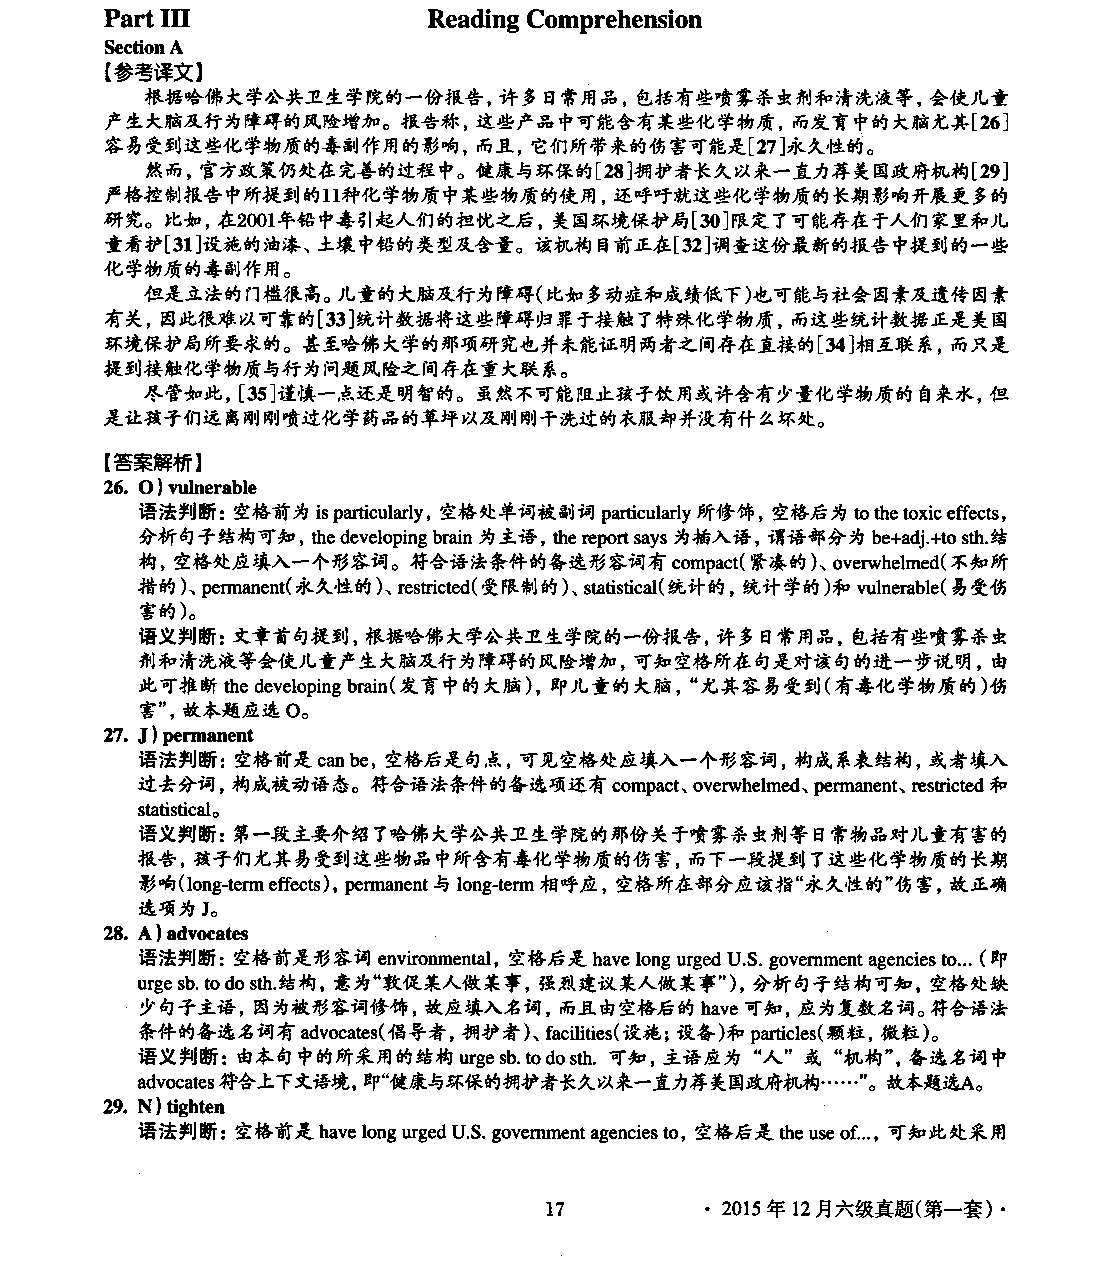 Part III Reading Comprehension
Section A
【参考译文】
根据哈佛大学公共卫生学院的一份报告，许多日常用品，包括有些喷雾杀虫剂和清洗液等，会使儿童
产生大脑及行为障碍的风险增加。报告称，这些产品中可能含有某些化学物质，而发育中的大脑尤其[26]
容易受到这些化学物质的毒副作用的影响，而且，它们所带来的伤害可能是[27]永久性的。
然而，官方政策仍处在完善的过程中。健康与环保的[28]拥护者长久以来一直力荐美国政府机构[29]
严格控制报告中所提到的11种化学物质中某些物质的使用，还呼吁就这些化学物质的长期影响开展更多的
研究。比如，在2001年铅中毒引起人们的担忧之后，美国环境保护局[30]限定了可能存在于人们家里和儿
童看护[31]设施的油漆、土壤中铅的类型及含量。该机构目前正在[32]调查这份最新的报告中提到的一些
化学物质的毒副作用。
但是立法的门槛很高。儿童的大脑及行为障碍(比如多动症和成绩低下)也可能与社会因素及遗传因素
有关，因此很难以可靠的[33]统计数据将这些障碍归罪于接触了特殊化学物质，而这些统计数据正是美国
环境保护局所要求的。甚至哈佛大学的那项研究也并未能证明两者之间存在直接的[34]相互联系，而只是
提到接触化学物质与行为问题风险之间存在重大联系。
尽管如此，[35]谨慎一点还是明智的。虽然不可能阻止孩子饮用或许含有少量化学物质的自来水，但
是让孩子们远离刚刚喷过化学药品的草坪以及刚刚干洗过的衣服却并没有什么坏处。
【答案解析】
26. O) vulnerable
语法判断：空格前为 is particularly，空格处单词被副词 particularly 所修饰，空格后为 to the toxic effects，
分析句子结构可知，the developing brain 为主语，the report says 为插入语，谓语部分为 be+adj.+to sth.结
构，空格处应填入一个形容词。符合语法条件的备选形容词有 compact(紧凑的)、overwhelmed(不知所
措的)、permanent(永久性的)、restricted(受限制的)、statistical(统计的，统计学的)和 vulnerable(易受伤
害的)。
语义判断：文章首句提到，根据哈佛大学公共卫生学院的一份报告，许多日常用品，包括有些喷雾杀虫
剂和清洗液等会使儿童产生大脑及行为障碍的风险增加，可知空格所在句是对该句的进一步说明，由
此可推断 the developing brain(发育中的大脑)，即儿童的大脑，“尤其容易受到(有毒化学物质的)伤
害”，故本题应选 O。
27. J) permanent
语法判断：空格前是 can be，空格后是句点，可见空格处应填入一个形容词，构成系表结构，或者填入
过去分词，构成被动语态。符合语法条件的备选项还有 compact、overwhelmed、permanent、restricted 和
statistical。
语义判断：第一段主要介绍了哈佛大学公共卫生学院的那份关于喷雾杀虫剂等日常物品对儿童有害的
报告，孩子们尤其易受到这些物品中所含有毒化学物质的伤害，而下一段提到了这些化学物质的长期
影响(long-term effects)，permanent 与 long-term 相呼应，空格所在部分应该指“永久性的”伤害，故正确
选项为 J。
28. A) advocates
语法判断：空格前是形容词 environmental，空格后是 have long urged U.S. government agencies to…（即
urge sb. to do sth.结构，意为“敦促某人做某事，强烈建议某人做某事”)，分析句子结构可知，空格处缺
少句子主语，因为被形容词修饰，故应填入名词，而且由空格后的 have 可知，应为复数名词。符合语法
条件的备选名词有 advocates(倡导者，拥护者)、facilities(设施；设备)和 particles(颗粒，微粒)。
语义判断：由本句中的所采用的结构 urge sb. to do sth. 可知，主语应为“人”或“机构”，备选名词中
advocates 符合上下文语境，即“健康与环保的拥护者长久以来一直力荐美国政府机构……”。故本题选A。
29. N) tighten
语法判断：空格前是 have long urged U.S. government agencies to，空格后是 the use of…，可知此处采用
17 ·2015年12月六级真题(第一套)·